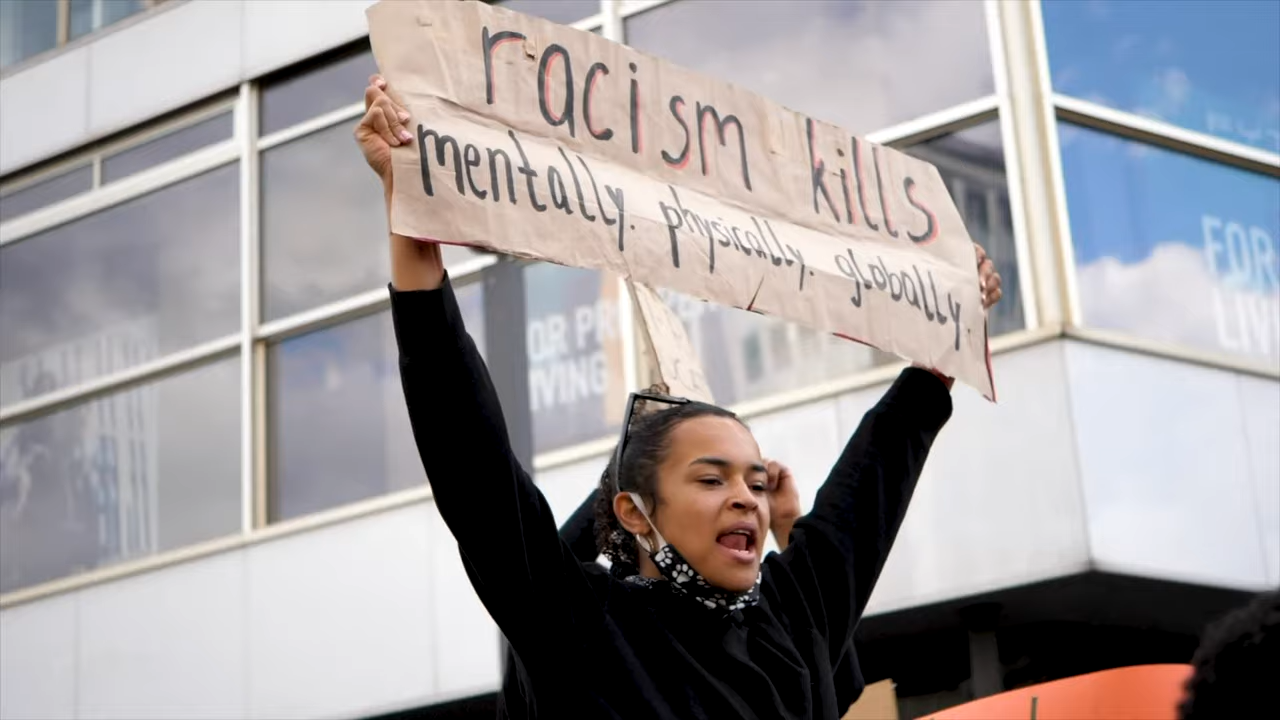 racism kills
mentally. physically. globally.
FOR
LIV
OR PR
VING